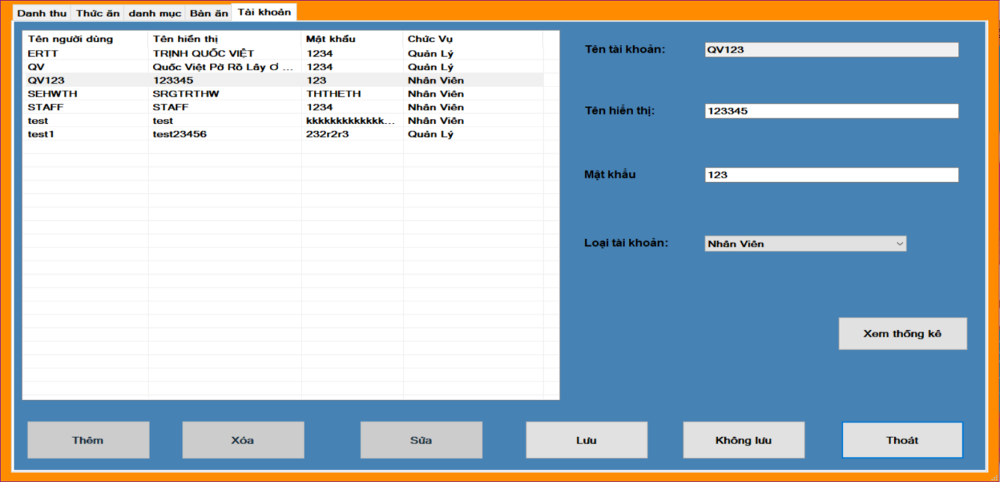 Danh thu Thức ăn danh mục Bàn ăn Tài khoản
Tên người dùng Tên hiển thị Mật khẩu Chức Vụ
ERTT TRỊNH QUỐC VIỆT 1234 Quản Lý
QV Quốc Việt Pờ Rồ Lây Ơ ... 1234 Quản Lý
QV123 123345 123 Nhân Viên
SEHWTH SRGTRTHW THTHETH Nhân Viên
STAFF STAFF 1234 Nhân Viên
test test kkkkkkkkkkkkk... Nhân Viên
test1 test23456 232r2r3 Quản Lý
Tên tài khoản: QV123
Tên hiển thị: 123345
Mật khẩu 123
Loại tài khoản: Nhân Viên
Xem thống kê
Thêm Xóa Sửa Lưu Không lưu Thoát